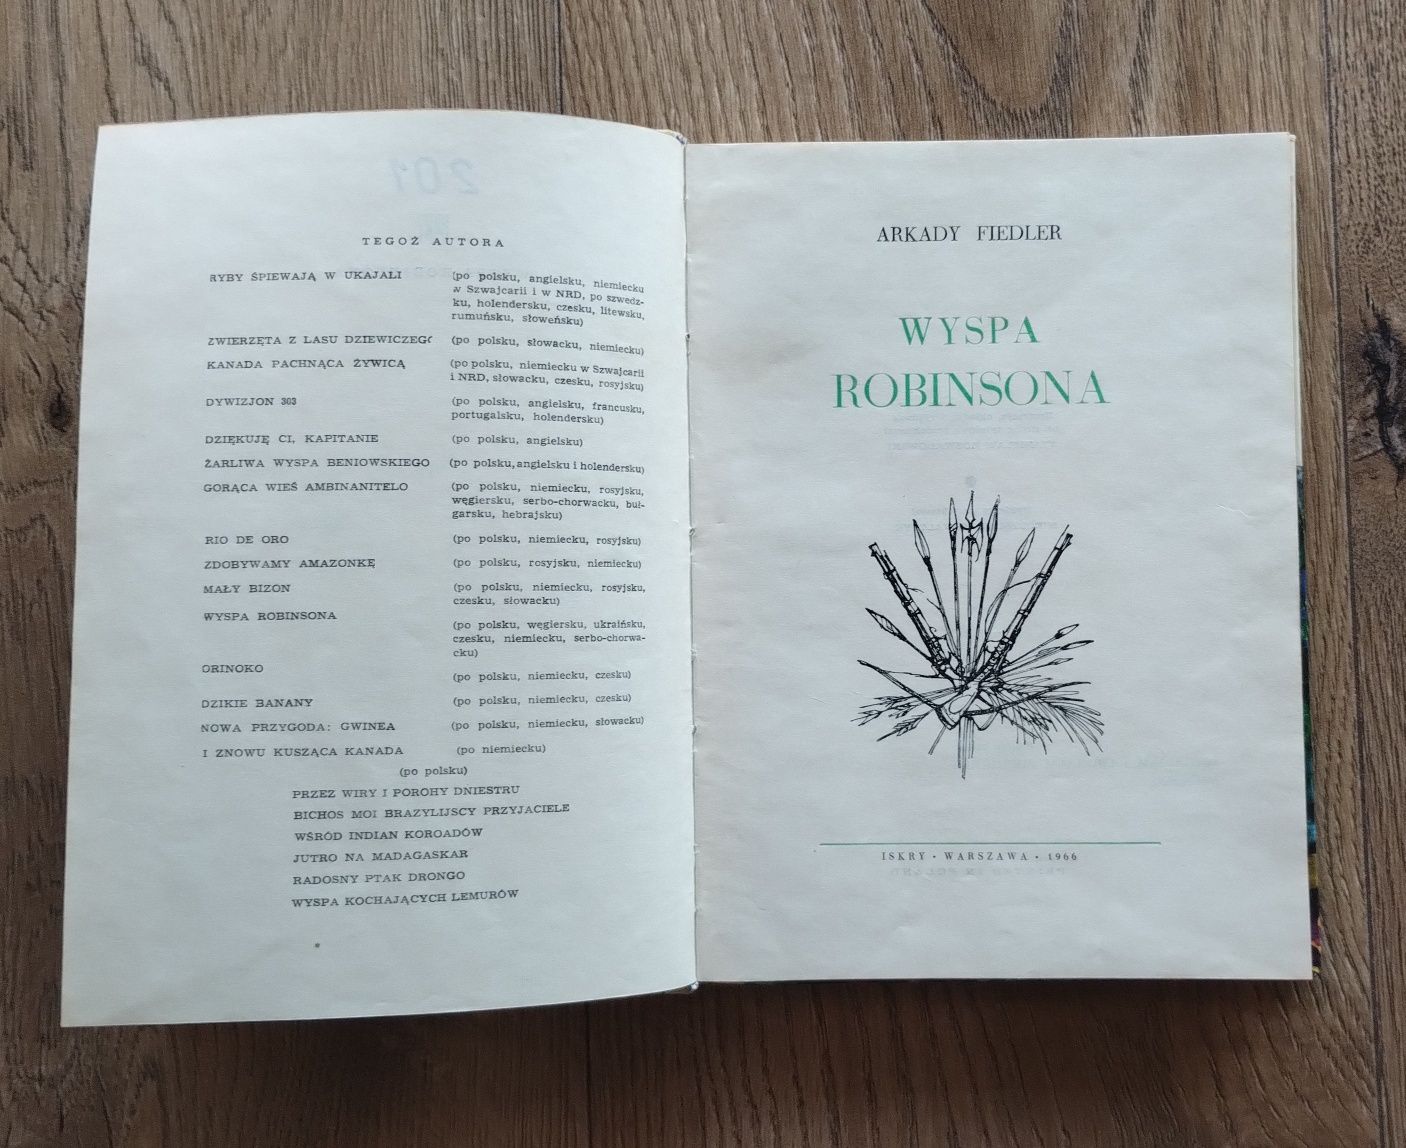 TEGOŻ AUTORA
RYBY ŚPIEWAJĄ W UKAJALI (po polsku, angielsku, niemiecku
w Szwajcarii i w NRD, po szwedz-
ku, holendersku, czesku, litewsku,
rumuńsku, słoweńsku)
ZWIERZĘTA Z LASU DZIEWICZEGO (po polsku, słowacku, niemiecku)
KANADA PACHNĄCA ŻYWICĄ (po polsku, niemiecku w Szwajcarii
i NRD, słowacku, czesku, rosyjsku)
DYWIZJON 303 (po polsku, angielsku, francusku,
portugalsku, holendersku)
DZIĘKUJĘ CI, KAPITANIE (po polsku, angielsku)
ŻARLIWA WYSPA BENIOWSKIEGO (po polsku, angielsku i holendersku)
GORĄCA WIEŚ AMBINANITELO (po polsku, niemiecku, rosyjsku,
węgiersku, serbo-chorwacku, buł-
garsku, hebrajsku)
RIO DE ORO (po polsku, niemiecku, rosyjsku)
ZDOBYWAMY AMAZONKĘ (po polsku, rosyjsku, niemiecku)
MAŁY BIZON (po polsku, niemiecku, rosyjsku,
czesku, słowacku)
WYSPA ROBINSONA (po polsku, węgiersku, ukraińsku,
czesku, niemiecku, serbo-chorwa-
cku)
ORINOKO (po polsku, niemiecku, czesku)
DZIKIE BANANY (po polsku, niemiecku, czesku)
NOWA PRZYGODA: GWINEA (po polsku, niemiecku, słowacku)
I ZNOWU KUSZĄCA KANADA (po niemiecku)
(po polsku)
PRZEZ WIRY I POROHY DNIESTRU
BICHOS MOI BRAZYLIJSCY PRZYJACIELE
WŚRÓD INDIAN KOROADÓW
JUTRO NA MADAGASKAR
RADOSNY PTAK DRONGO
WYSPA KOCHAJĄCYCH LEMURÓW
ARKADY FIEDLER
WYSPA
ROBINSONA
ISKRY · WARSZAWA · 1966